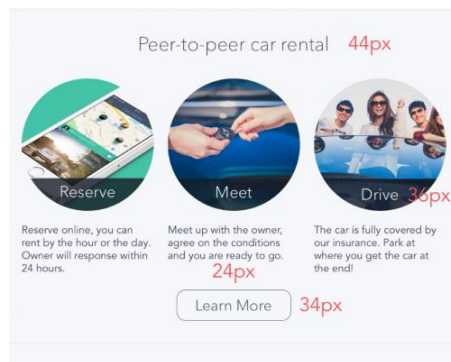 Peer-to-peer car rental 44px
Reserve
Meet
Drive 36px
Reserve online, you can
rent by the hour or the day.
Owner will response within
24 hours.
Meet up with the owner,
agree on the conditions
and you are ready to go.
24px
The car is fully covered by
our insurance. Park at
where you get the car at
the end!
Learn More 34px